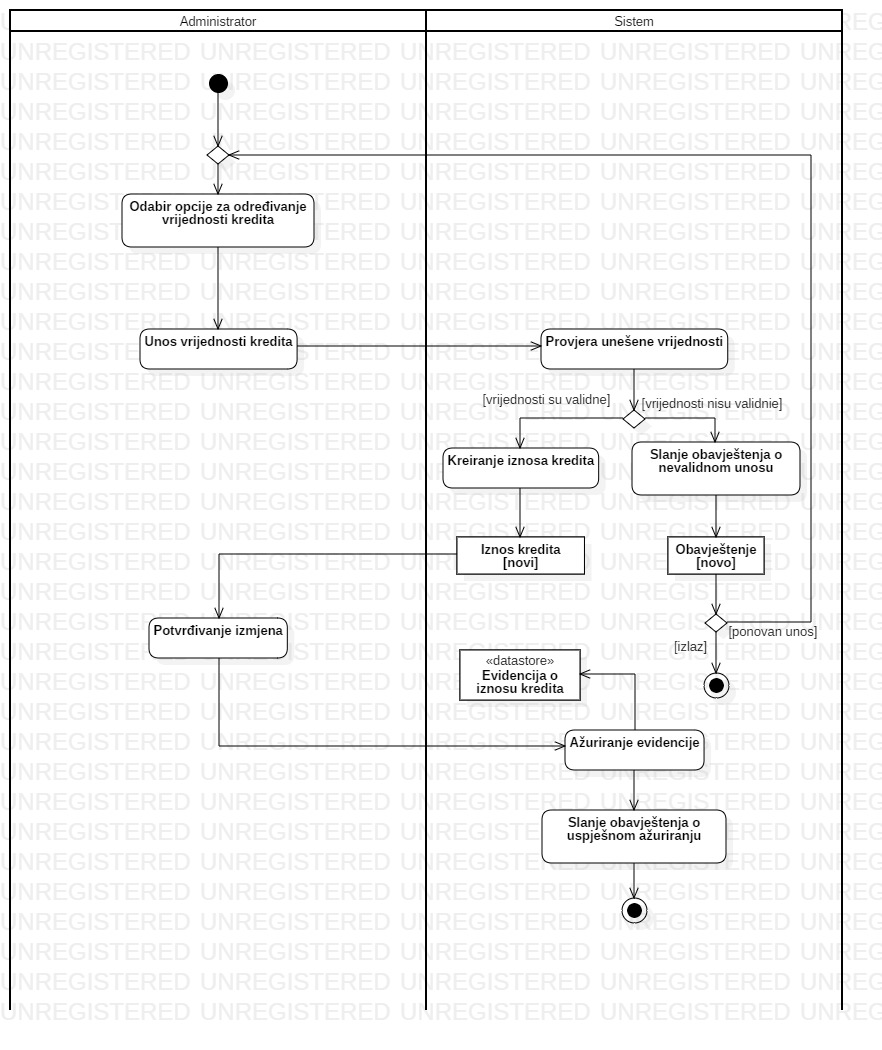 Administrator
Sistem
Odabir opcije za određivanje
vrijednosti kredita
Unos vrijednosti kredita
Provjera unešene vrijednosti
[vrijednosti su validne]
[vrijednosti nisu validnie]
Kreiranje iznosa kredita
Slanje obavještenja o
nevalidnom unosu
Iznos kredita
[novi]
Obavještenje
[novo]
Potvrđivanje izmjena
[ponovan unos]
[izlaz]
«datastore»
Evidencija o
iznosu kredita
Ažuriranje evidencije
Slanje obavještenja o
uspješnom ažuriranju
UNREGISTERED